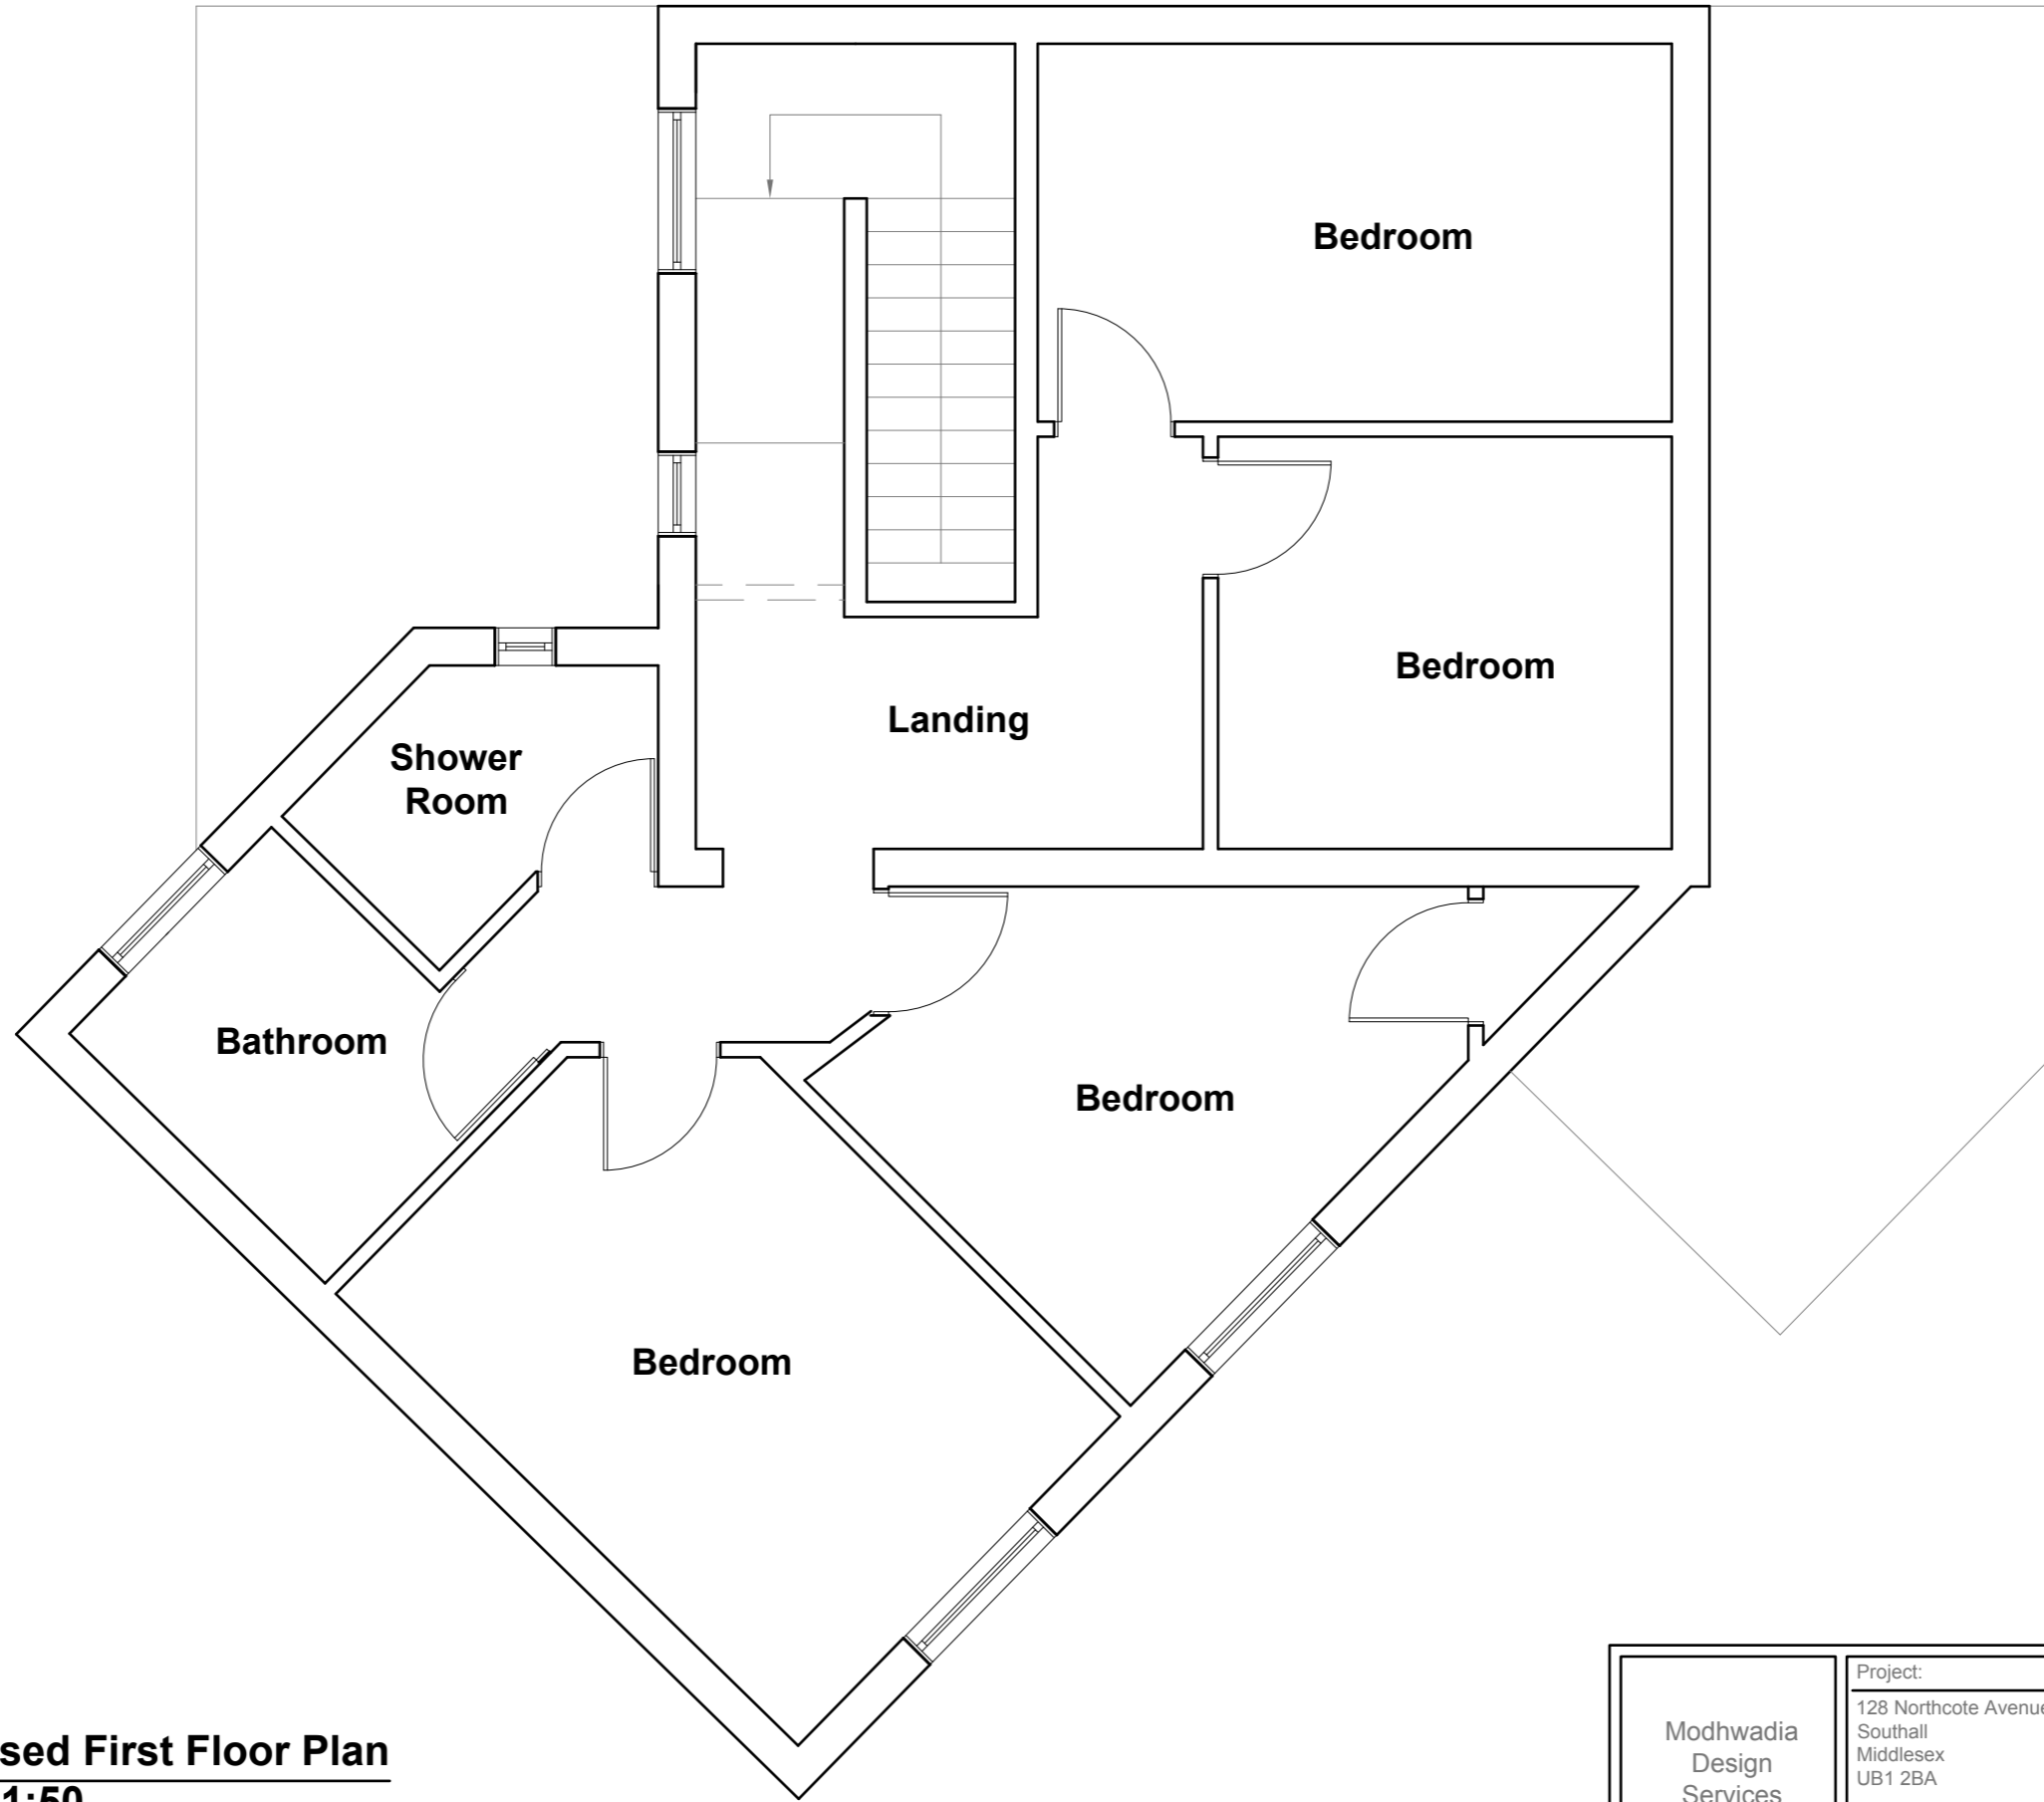 Bedroom
Bedroom
Landing
Shower
Room
Bathroom
Bedroom
Bedroom
sed First Floor Plan
1:50
Modhwadia
Design
Services
Project:
128 Northcote Avenue
Southall
Middlesex
UB1 2BA